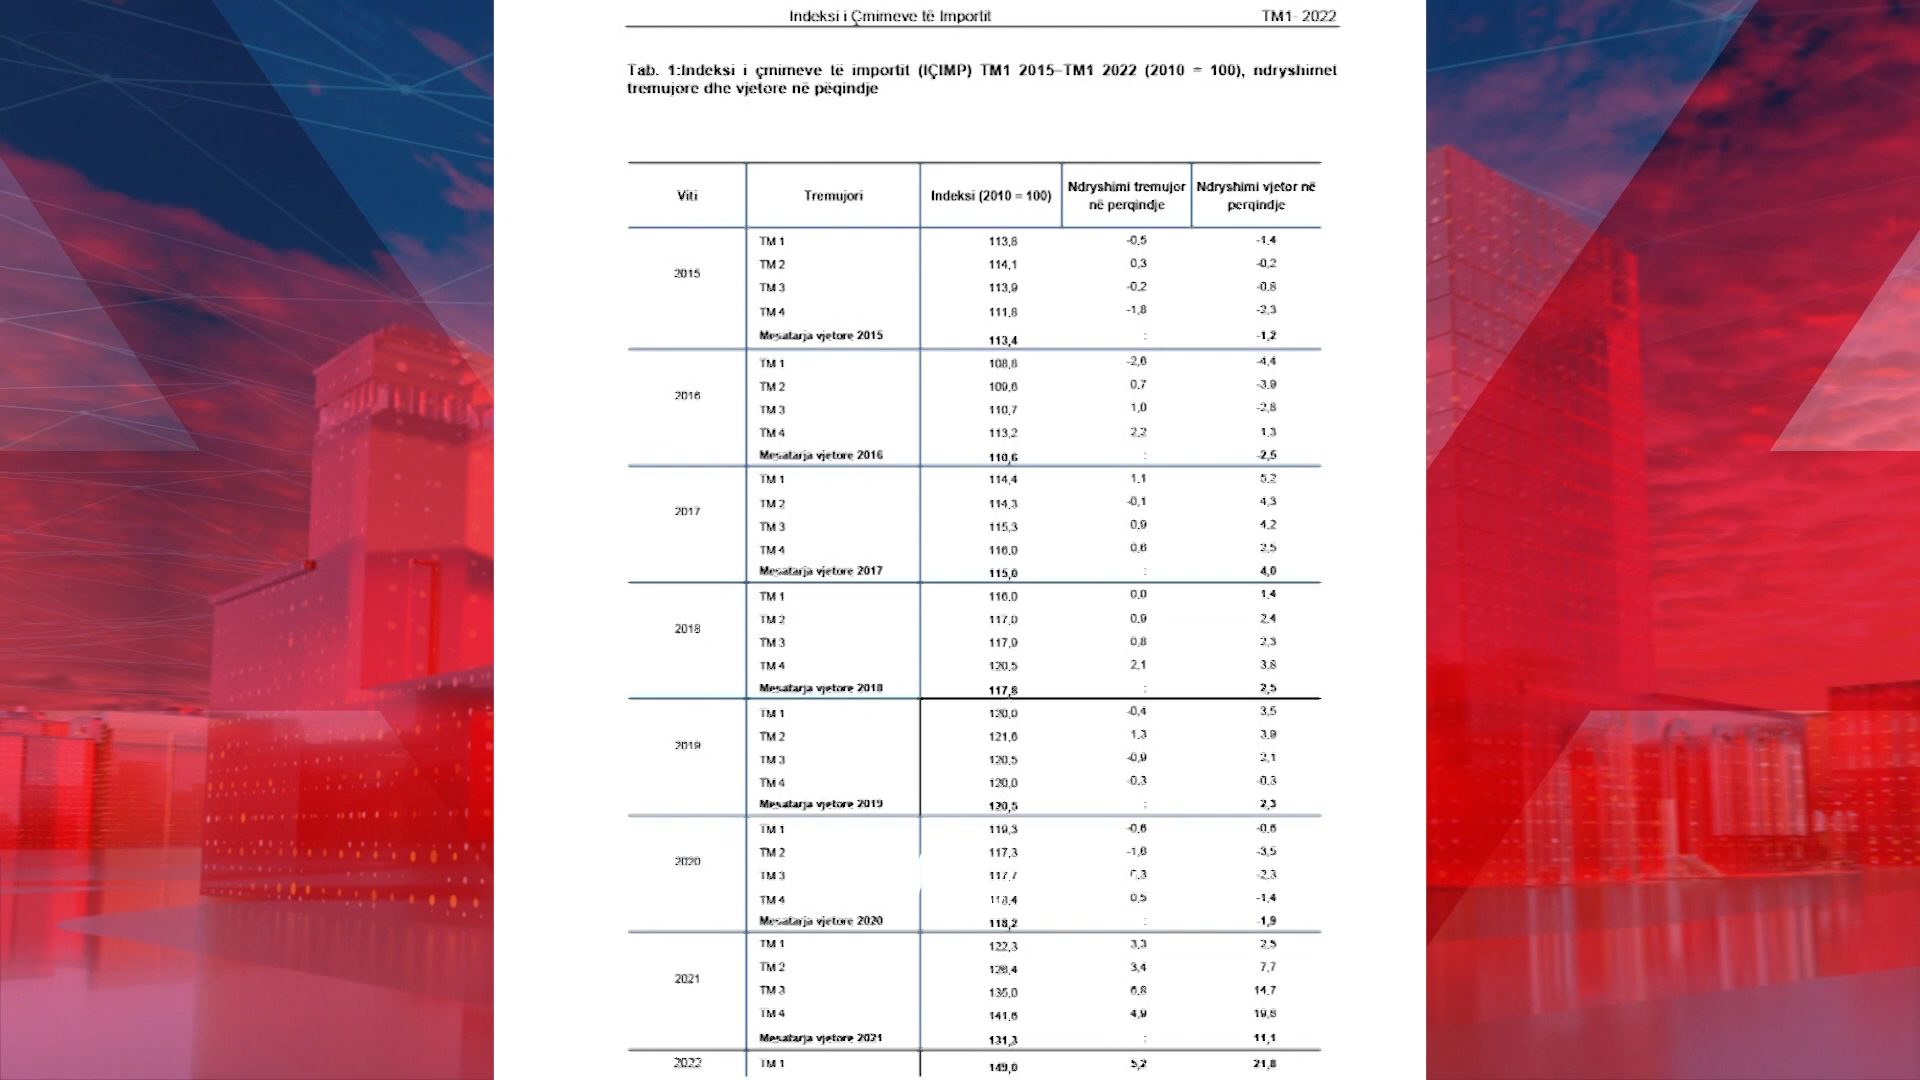 Indeksi i Çmimeve të Importit TM1- 2022
Tab. 1:Indeksi i çmimeve të importit (IÇIMP) TM1 2015–TM1 2022 (2010 = 100), ndryshimet
tremujore dhe vjetore në pëqindje
Viti Tremujori Indeksi (2010 = 100) Ndryshimi tremujor në perqindje Ndryshimi vjetor në perqindje
2015
TM 1 113,8 -0,5 -1,4
TM 2 114,1 0,3 -0,2
TM 3 113,9 -0,2 -0,8
TM 4 111,8 -1,8 -2,3
Mesatarja vjetore 2015 113,4 : -1,2
2016
TM 1 108,8 -2,6 -4,4
TM 2 109,6 0,7 -3,9
TM 3 110,7 1,0 -2,8
TM 4 113,2 2,2 1,3
Mesatarja vjetore 2016 110,6 : -2,5
2017
TM 1 114,4 1,1 5,2
TM 2 114,3 -0,1 4,3
TM 3 115,3 0,9 4,2
TM 4 116,0 0,6 2,5
Mesatarja vjetore 2017 115,0 : 4,0
2018
TM 1 116,0 0,0 1,4
TM 2 117,0 0,9 2,4
TM 3 117,9 0,8 2,3
TM 4 120,5 2,1 3,8
Mesatarja vjetore 2018 117,8 : 2,5
2019
TM 1 120,0 -0,4 3,5
TM 2 121,6 1,3 3,9
TM 3 120,5 -0,9 2,1
TM 4 120,0 -0,3 -0,3
Mesatarja vjetore 2019 120,5 : 2,3
2020
TM 1 119,3 -0,6 -0,6
TM 2 117,3 -1,6 -3,5
TM 3 117,7 0,3 -2,3
TM 4 118,4 0,5 -1,4
Mesatarja vjetore 2020 118,2 : -1,9
2021
TM 1 122,3 3,3 2,5
TM 2 126,4 3,4 7,7
TM 3 135,0 6,8 14,7
TM 4 141,6 4,9 19,6
Mesatarja vjetore 2021 131,3 : 11,1
2022 TM 1 149,0 5,2 21,8